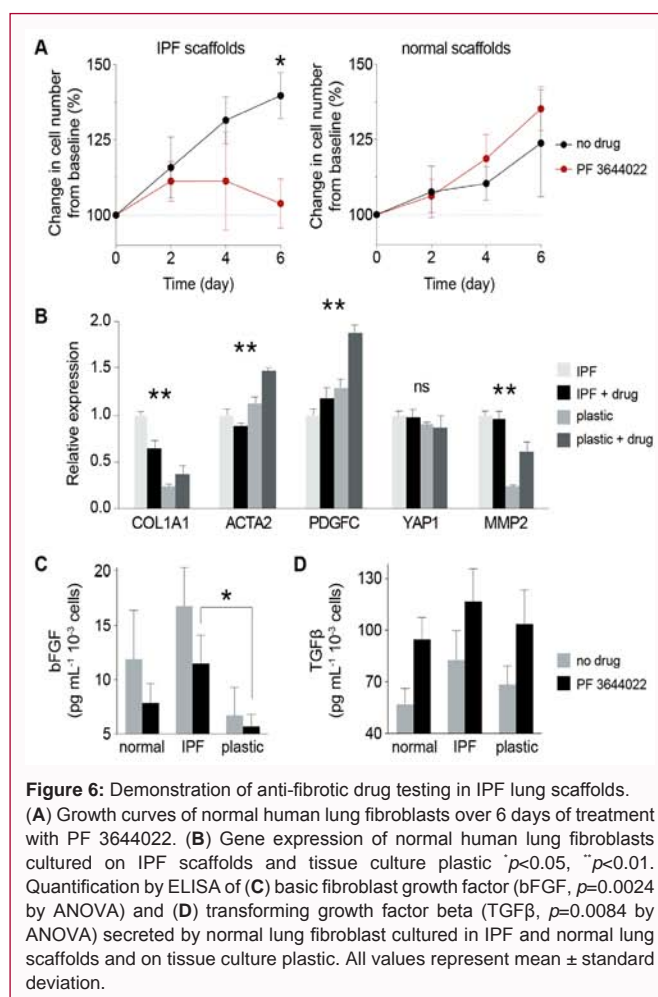 A
IPF scaffolds
normal scaffolds
Change in cell number
from baseline (%)
150
125
100
*
0 2 4 6
Time (day)
Change in cell number
from baseline (%)
150
125
100
0 2 4 6
Time (day)
no drug
PF 3644022
B
Relative expression
2.0
1.5
1.0
0.5
0.0
** ** ** ns **
COL1A1 ACTA2 PDGFC YAP1 MMP2
IPF
IPF + drug
plastic
plastic + drug
C
bFGF
(pg mL-1 10-3 cells)
20
15
10
5
*
normal IPF plastic
D
TGFβ
(pg mL-1 10-3 cells)
130
100
70
40
normal IPF plastic
no drug
PF 3644022
Figure 6: Demonstration of anti-fibrotic drug testing in IPF lung scaffolds.
(A) Growth curves of normal human lung fibroblasts over 6 days of treatment
with PF 3644022. (B) Gene expression of normal human lung fibroblasts
cultured on IPF scaffolds and tissue culture plastic *p<0.05, **p<0.01.
Quantification by ELISA of (C) basic fibroblast growth factor (bFGF, p=0.0024
by ANOVA) and (D) transforming growth factor beta (TGFβ, p=0.0084 by
ANOVA) secreted by normal lung fibroblast cultured in IPF and normal lung
scaffolds and on tissue culture plastic. All values represent mean ± standard
deviation.